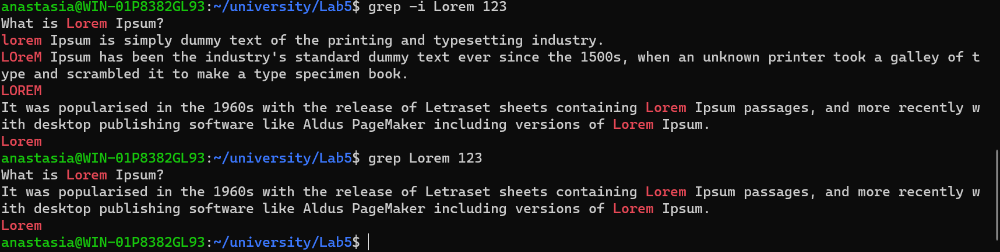 anastasia@WIN-01P8382GL93:~/university/Lab5$ grep -i Lorem 123
What is Lorem Ipsum?
lorem Ipsum is simply dummy text of the printing and typesetting industry.
LOreM Ipsum has been the industry's standard dummy text ever since the 1500s, when an unknown printer took a galley of t
ype and scrambled it to make a type specimen book.
LOREM
It was popularised in the 1960s with the release of Letraset sheets containing Lorem Ipsum passages, and more recently w
ith desktop publishing software like Aldus PageMaker including versions of Lorem Ipsum.
Lorem
anastasia@WIN-01P8382GL93:~/university/Lab5$ grep Lorem 123
What is Lorem Ipsum?
It was popularised in the 1960s with the release of Letraset sheets containing Lorem Ipsum passages, and more recently w
ith desktop publishing software like Aldus PageMaker including versions of Lorem Ipsum.
Lorem
anastasia@WIN-01P8382GL93:~/university/Lab5$